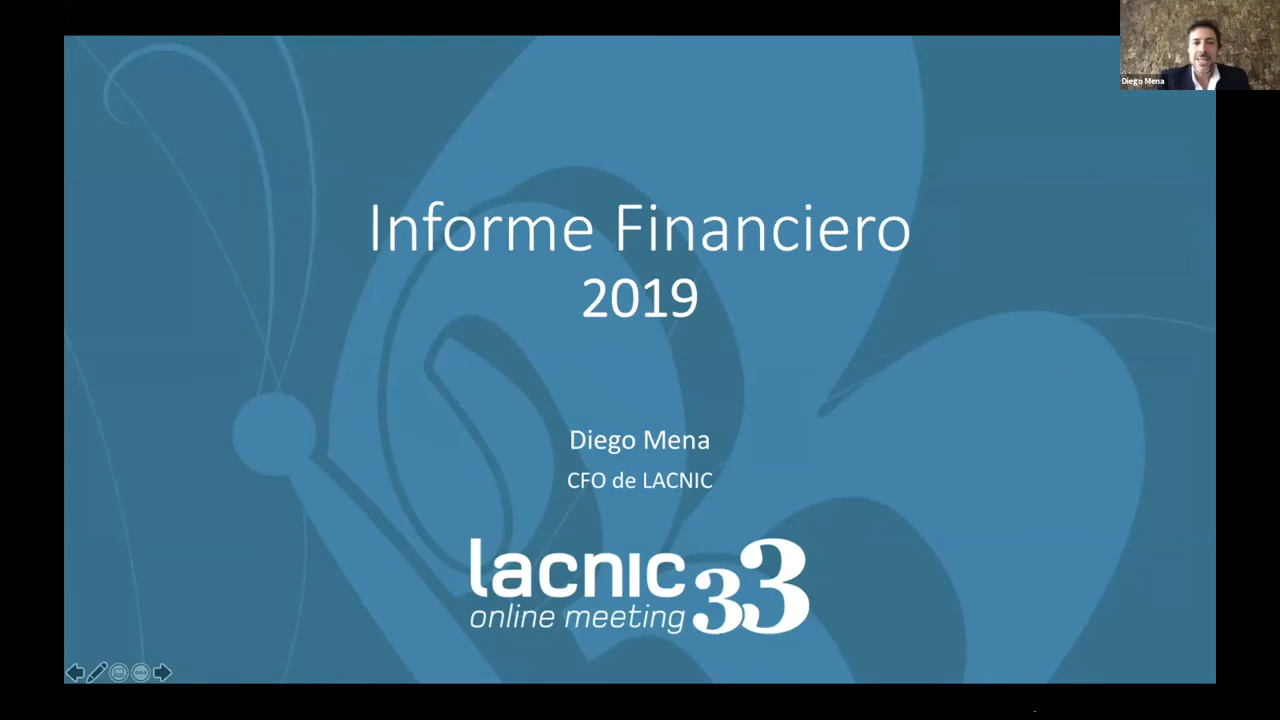 Diego Mena
Informe Financiero
2019
Diego Mena
CFO de LACNIC
lacnic 33
online meeting